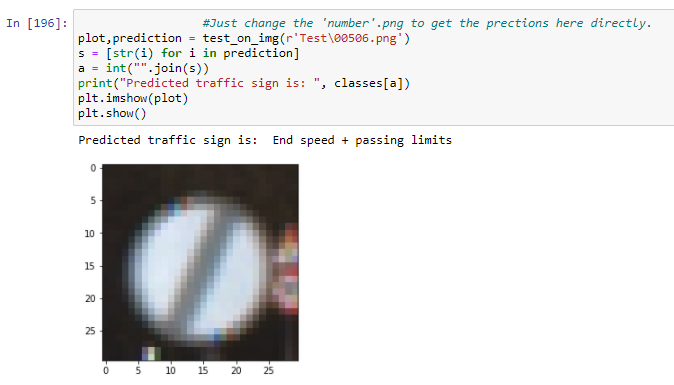 In [196]: #Just change the 'number'.png to get the prections here directly.
plot,prediction = test_on_img(r'Test\00506.png')
s = [str(i) for i in prediction]
a = int("".join(s))
print("Predicted traffic sign is: ", classes[a])
plt.imshow(plot)
plt.show()
Predicted traffic sign is:  End speed + passing limits
0
5
10
15
20
25
0 5 10 15 20 25